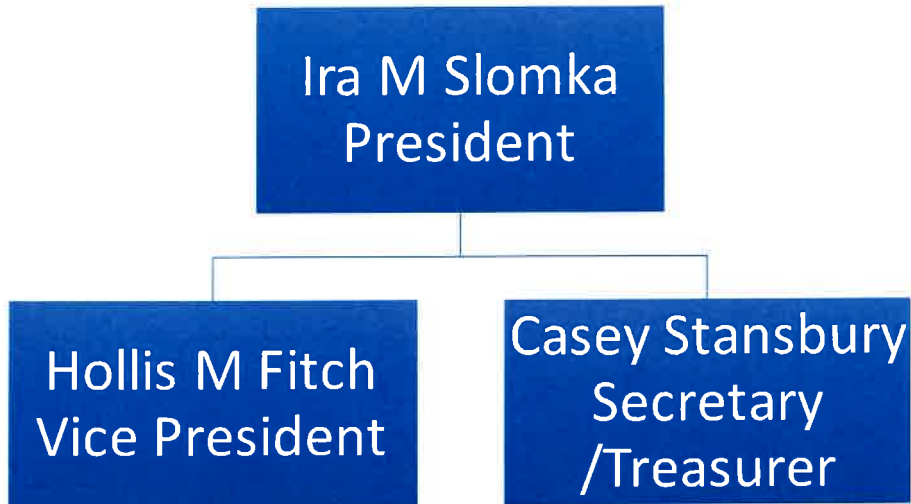 Ira M Slomka
President
Hollis M Fitch
Vice President
Casey Stansbury
Secretary
/Treasurer